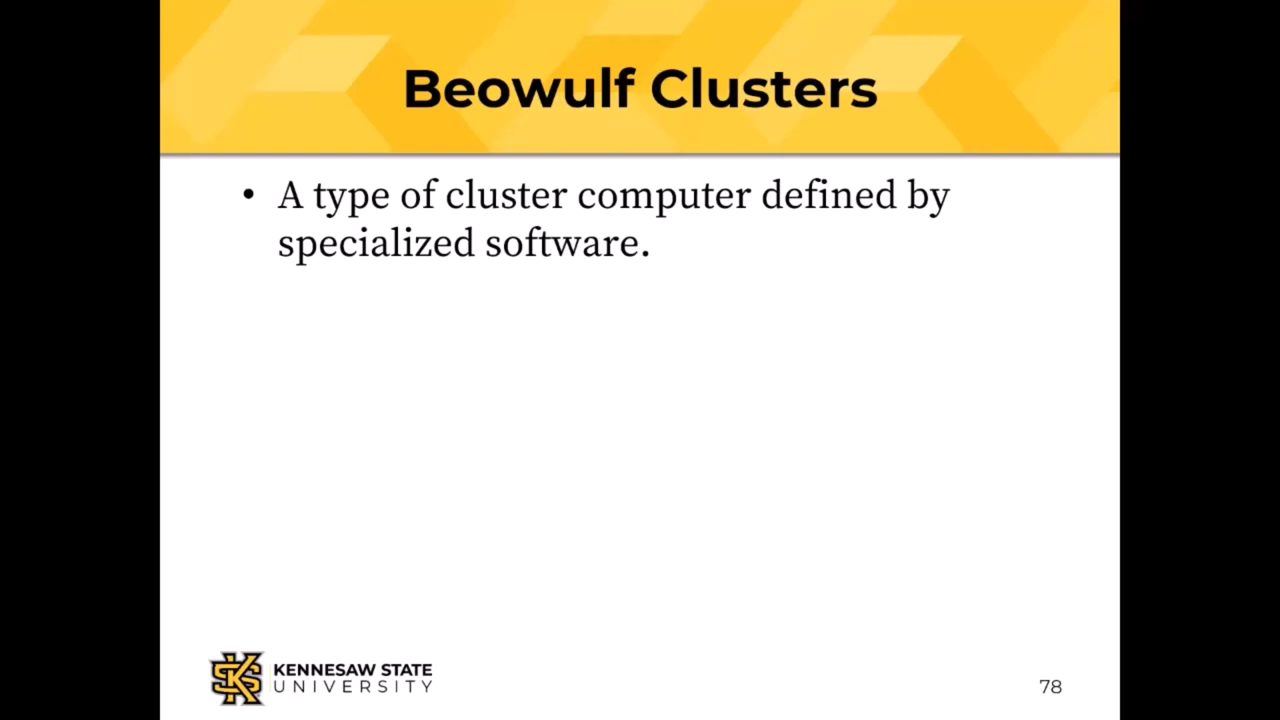 Beowulf Clusters
• A type of cluster computer defined by
specialized software.
KENNESAW STATE
UNIVERSITY
78